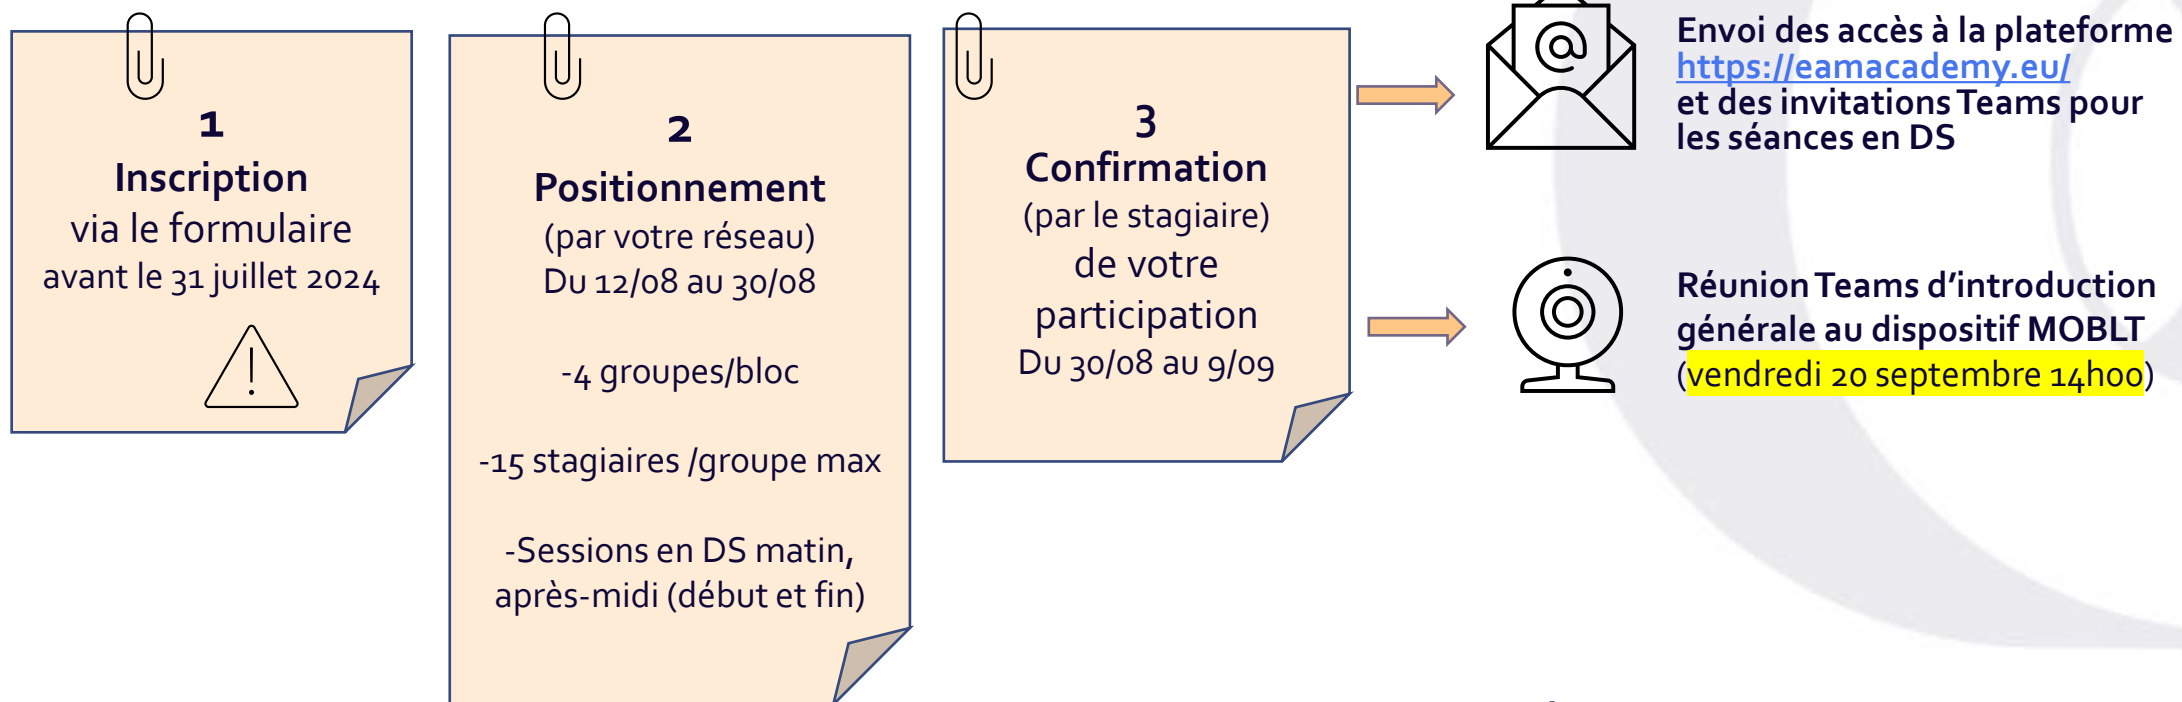 1
Inscription
via le formulaire
avant le 31 juillet 2024
2
Positionnement
(par votre réseau)
Du 12/08 au 30/08
-4 groupes/bloc
-15 stagiaires /groupe max
-Sessions en DS matin,
après-midi (début et fin)
3
Confirmation
(par le stagiaire)
de votre
participation
Du 30/08 au 9/09
Envoi des accès à la plateforme
https://eamacademy.eu/
et des invitations Teams pour
les séances en DS
Réunion Teams d’introduction
générale au dispositif MOBLT
(vendredi 20 septembre 14h00)